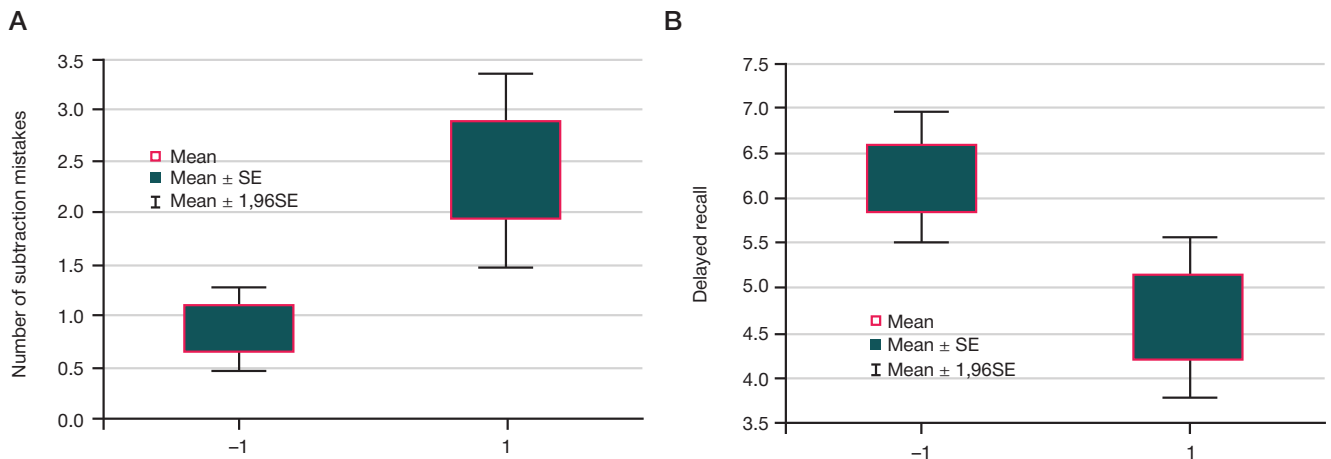 A
Number of subtraction mistakes
3.5
3.0
2.5
2.0
1.5
1.0
0.5
0.0
Mean
Mean ± SE
Mean ± 1,96SE
–1
1
B
Delayed recall
7.5
7.0
6.5
6.0
5.5
5.0
4.5
4.0
3.5
Mean
Mean ± SE
Mean ± 1,96SE
–1
1